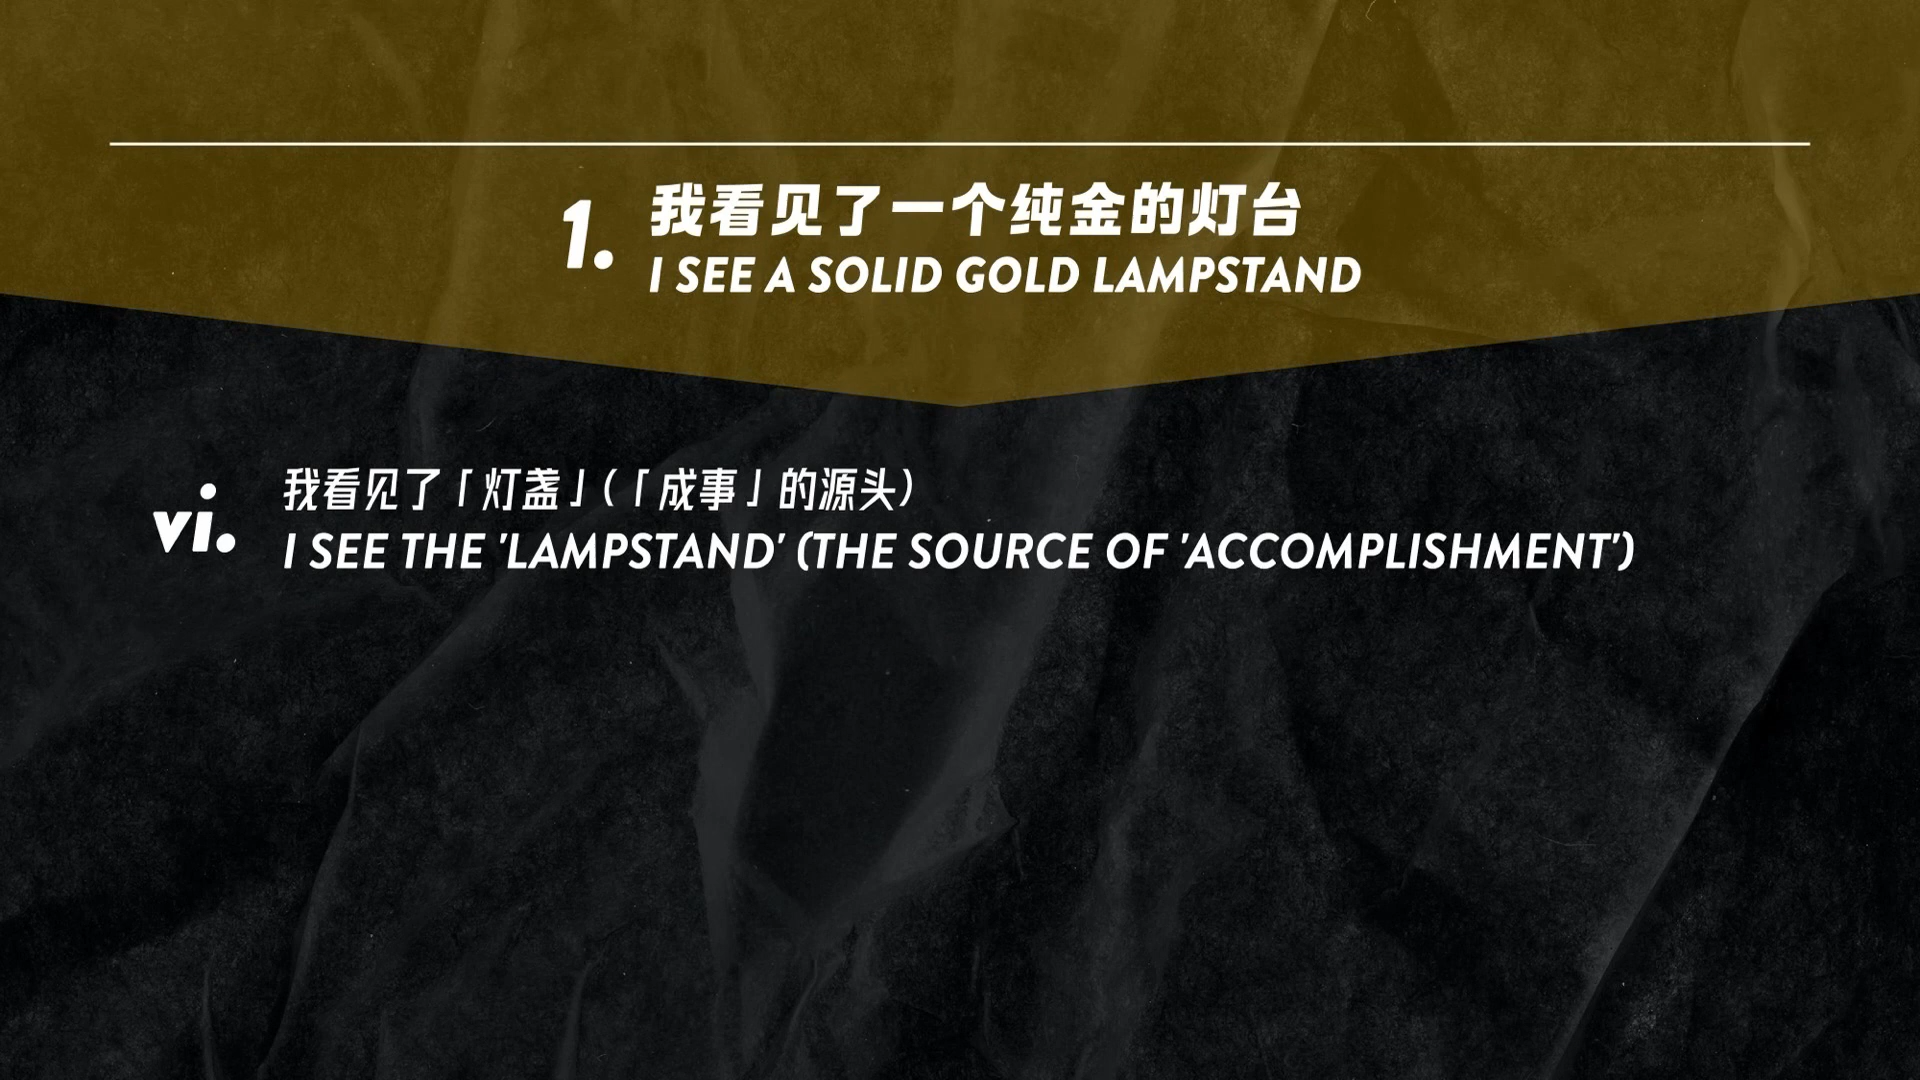 1.
我看见了一个纯金的灯台
I SEE A SOLID GOLD LAMPSTAND
vi.
我看见了「灯盏」(「成事」的源头)
I SEE THE 'LAMPSTAND' (THE SOURCE OF 'ACCOMPLISHMENT')